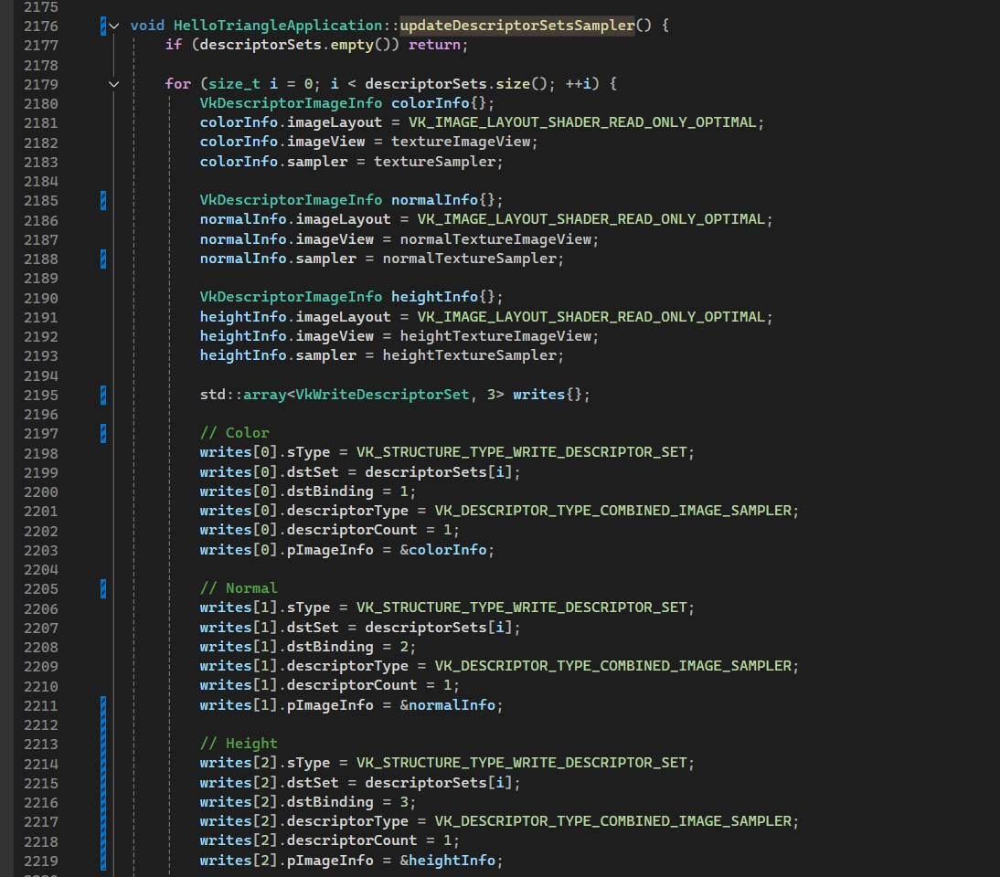 2175
2176 void HelloTriangleApplication::updateDescriptorSetsSampler() {
2177 if (descriptorSets.empty()) return;
2178
2179 for (size_t i = 0; i < descriptorSets.size(); ++i) {
2180 VkDescriptorImageInfo colorInfo{};
2181 colorInfo.imageLayout = VK_IMAGE_LAYOUT_SHADER_READ_ONLY_OPTIMAL;
2182 colorInfo.imageView = textureImageView;
2183 colorInfo.sampler = textureSampler;
2184
2185 VkDescriptorImageInfo normalInfo{};
2186 normalInfo.imageLayout = VK_IMAGE_LAYOUT_SHADER_READ_ONLY_OPTIMAL;
2187 normalInfo.imageView = normalTextureImageView;
2188 normalInfo.sampler = normalTextureSampler;
2189
2190 VkDescriptorImageInfo heightInfo{};
2191 heightInfo.imageLayout = VK_IMAGE_LAYOUT_SHADER_READ_ONLY_OPTIMAL;
2192 heightInfo.imageView = heightTextureImageView;
2193 heightInfo.sampler = heightTextureSampler;
2194
2195 std::array<VkWriteDescriptorSet, 3> writes{};
2196
2197 // Color
2198 writes[0].sType = VK_STRUCTURE_TYPE_WRITE_DESCRIPTOR_SET;
2199 writes[0].dstSet = descriptorSets[i];
2200 writes[0].dstBinding = 1;
2201 writes[0].descriptorType = VK_DESCRIPTOR_TYPE_COMBINED_IMAGE_SAMPLER;
2202 writes[0].descriptorCount = 1;
2203 writes[0].pImageInfo = &colorInfo;
2204
2205 // Normal
2206 writes[1].sType = VK_STRUCTURE_TYPE_WRITE_DESCRIPTOR_SET;
2207 writes[1].dstSet = descriptorSets[i];
2208 writes[1].dstBinding = 2;
2209 writes[1].descriptorType = VK_DESCRIPTOR_TYPE_COMBINED_IMAGE_SAMPLER;
2210 writes[1].descriptorCount = 1;
2211 writes[1].pImageInfo = &normalInfo;
2212
2213 // Height
2214 writes[2].sType = VK_STRUCTURE_TYPE_WRITE_DESCRIPTOR_SET;
2215 writes[2].dstSet = descriptorSets[i];
2216 writes[2].dstBinding = 3;
2217 writes[2].descriptorType = VK_DESCRIPTOR_TYPE_COMBINED_IMAGE_SAMPLER;
2218 writes[2].descriptorCount = 1;
2219 writes[2].pImageInfo = &heightInfo;